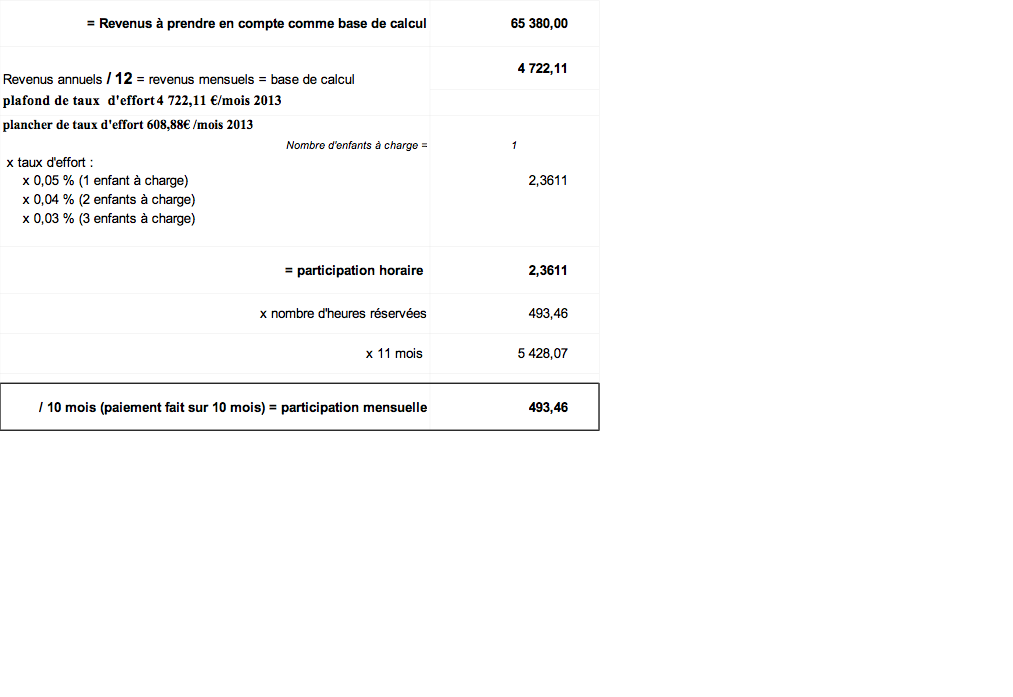 = Revenus à prendre en compte comme base de calcul 65 380,00
4 722,11
Revenus annuels / 12 = revenus mensuels = base de calcul
plafond de taux d'effort 4 722,11 €/mois 2013
plancher de taux d'effort 608,88€ /mois 2013
Nombre d'enfants à charge = 1
x taux d'effort :
x 0,05 % (1 enfant à charge) 2,3611
x 0,04 % (2 enfants à charge)
x 0,03 % (3 enfants à charge)
= participation horaire 2,3611
x nombre d'heures réservées 493,46
x 11 mois 5 428,07
/ 10 mois (paiement fait sur 10 mois) = participation mensuelle 493,46